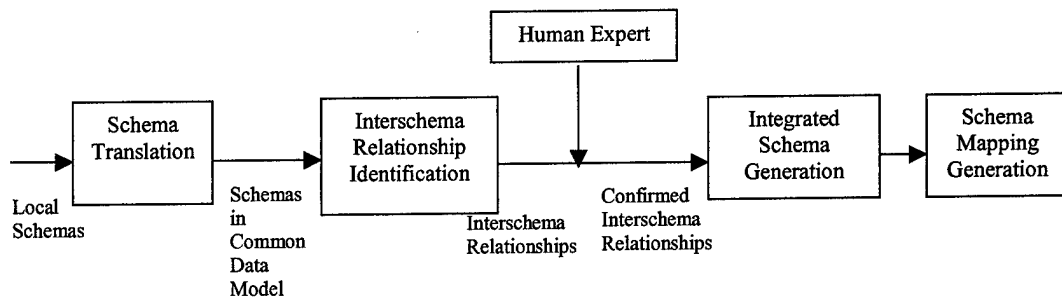 Human Expert
Schema
Translation
Interschema
Relationship
Identification
Integrated
Schema
Generation
Schema
Mapping
Generation
Local
Schemas
Schemas
in
Common
Data
Model
Interschema
Relationships
Confirmed
Interschema
Relationships